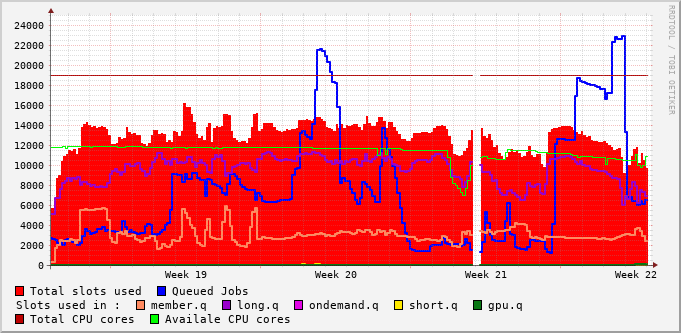 RRDTOOL / TOBI OETIKER
24000
22000
20000
18000
16000
14000
12000
10000
8000
6000
4000
2000
0
Week 19 Week 20 Week 21 Week 22
Total slots used Queued Jobs
Slots used in : member.q long.q ondemand.q short.q gpu.q
Total CPU cores Availale CPU cores